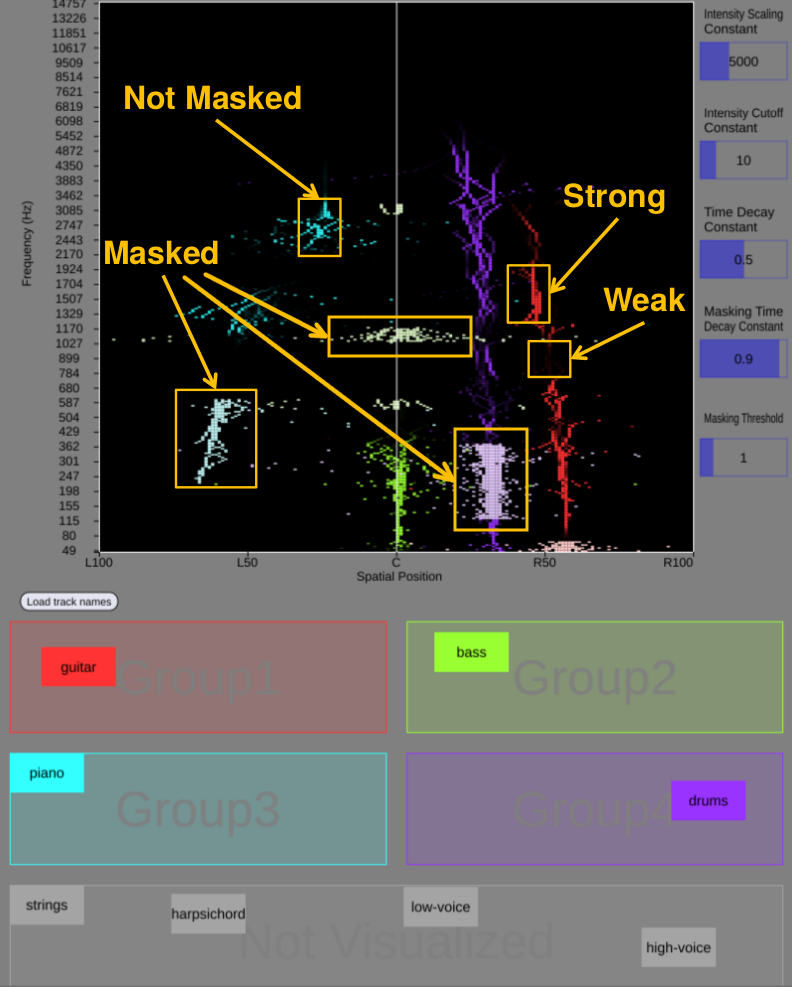 14757
13226
11851
10617
9509
8514
7621
6819
6098
5452
4872
4350
3883
3462
3085
2747
2443
2170
1924
1704
1507
1329
1170
1027
899
784
680
587
504
429
362
301
247
198
155
115
80
49
Frequency (Hz)
L100
L50
C
R50
R100
Spatial Position
Not Masked
Masked
Strong
Weak
Intensity Scaling
Constant
5000
Intensity Cutoff
Constant
10
Time Decay
Constant
0.5
Masking Time
Decay Constant
0.9
Masking Threshold
1
Load track names
guitar
Group1
bass
Group2
piano
Group3
drums
Group4
strings
harpsichord
low-voice
high-voice
Not Visualized